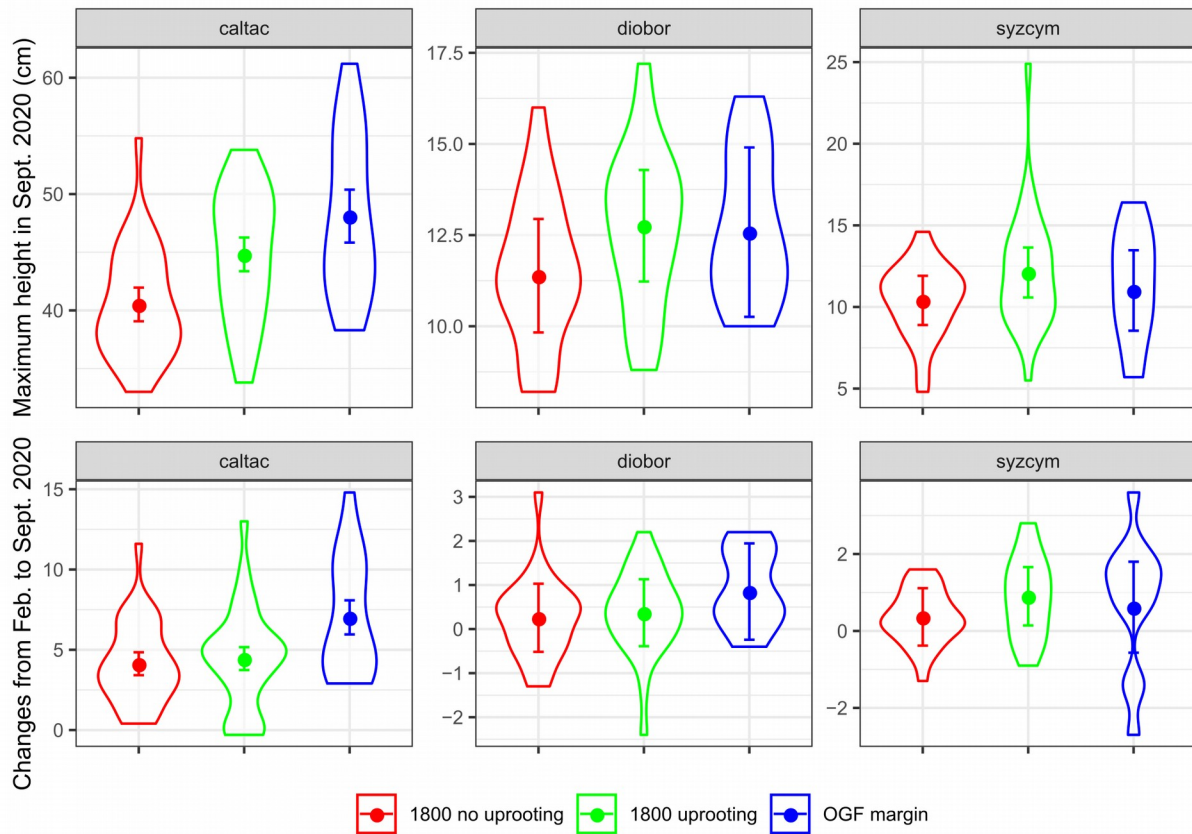 Maximum height in Sept. 2020 (cm)
caltac
diobor
syzcym
60
50
40
17.5
15.0
12.5
10.0
25
20
15
10
5
Changes from Feb. to Sept. 2020
caltac
diobor
syzcym
15
10
5
0
3
2
1
0
−1
−2
2
0
−2
1800 no uprooting 1800 uprooting OGF margin